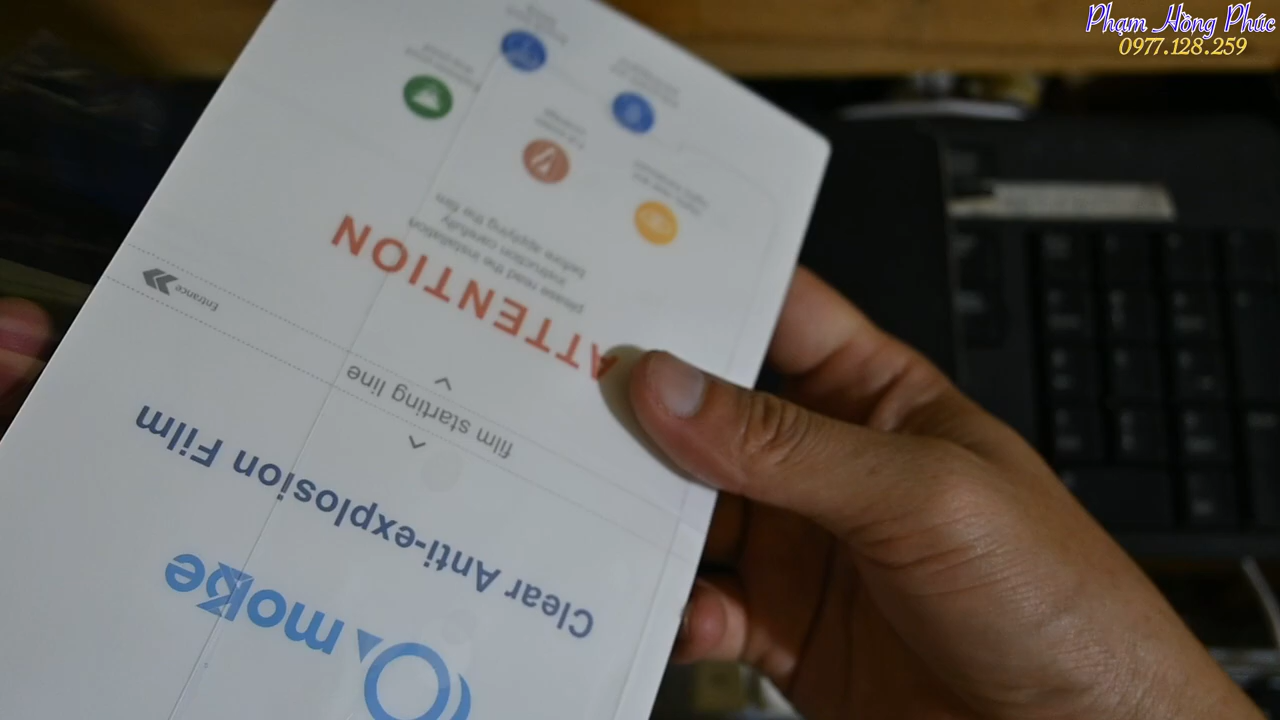 Phạm Hồng Phúc
0977.128.259
moKe
Clear Anti-explosion Film
film starting line
Entrance
ATTENTION
please read the installation
instruction carefully
before applying the film